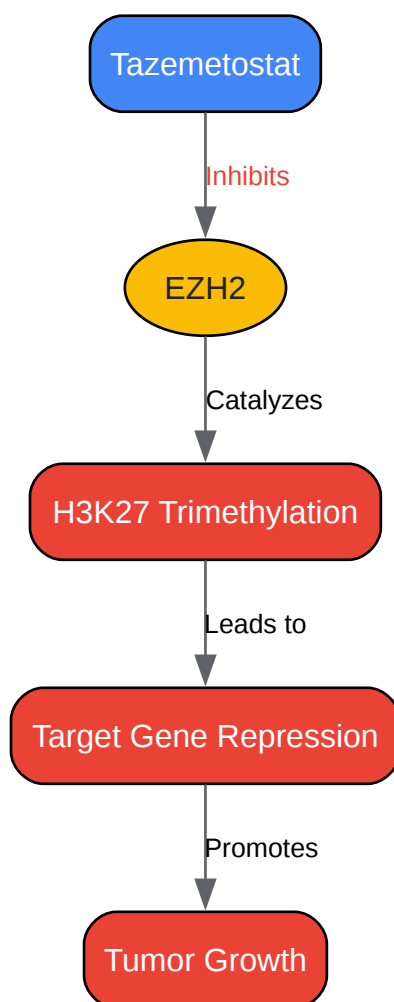 Tazemetostat
Inhibits
EZH2
Catalyzes
H3K27 Trimethylation
Leads to
Target Gene Repression
Promotes
Tumor Growth